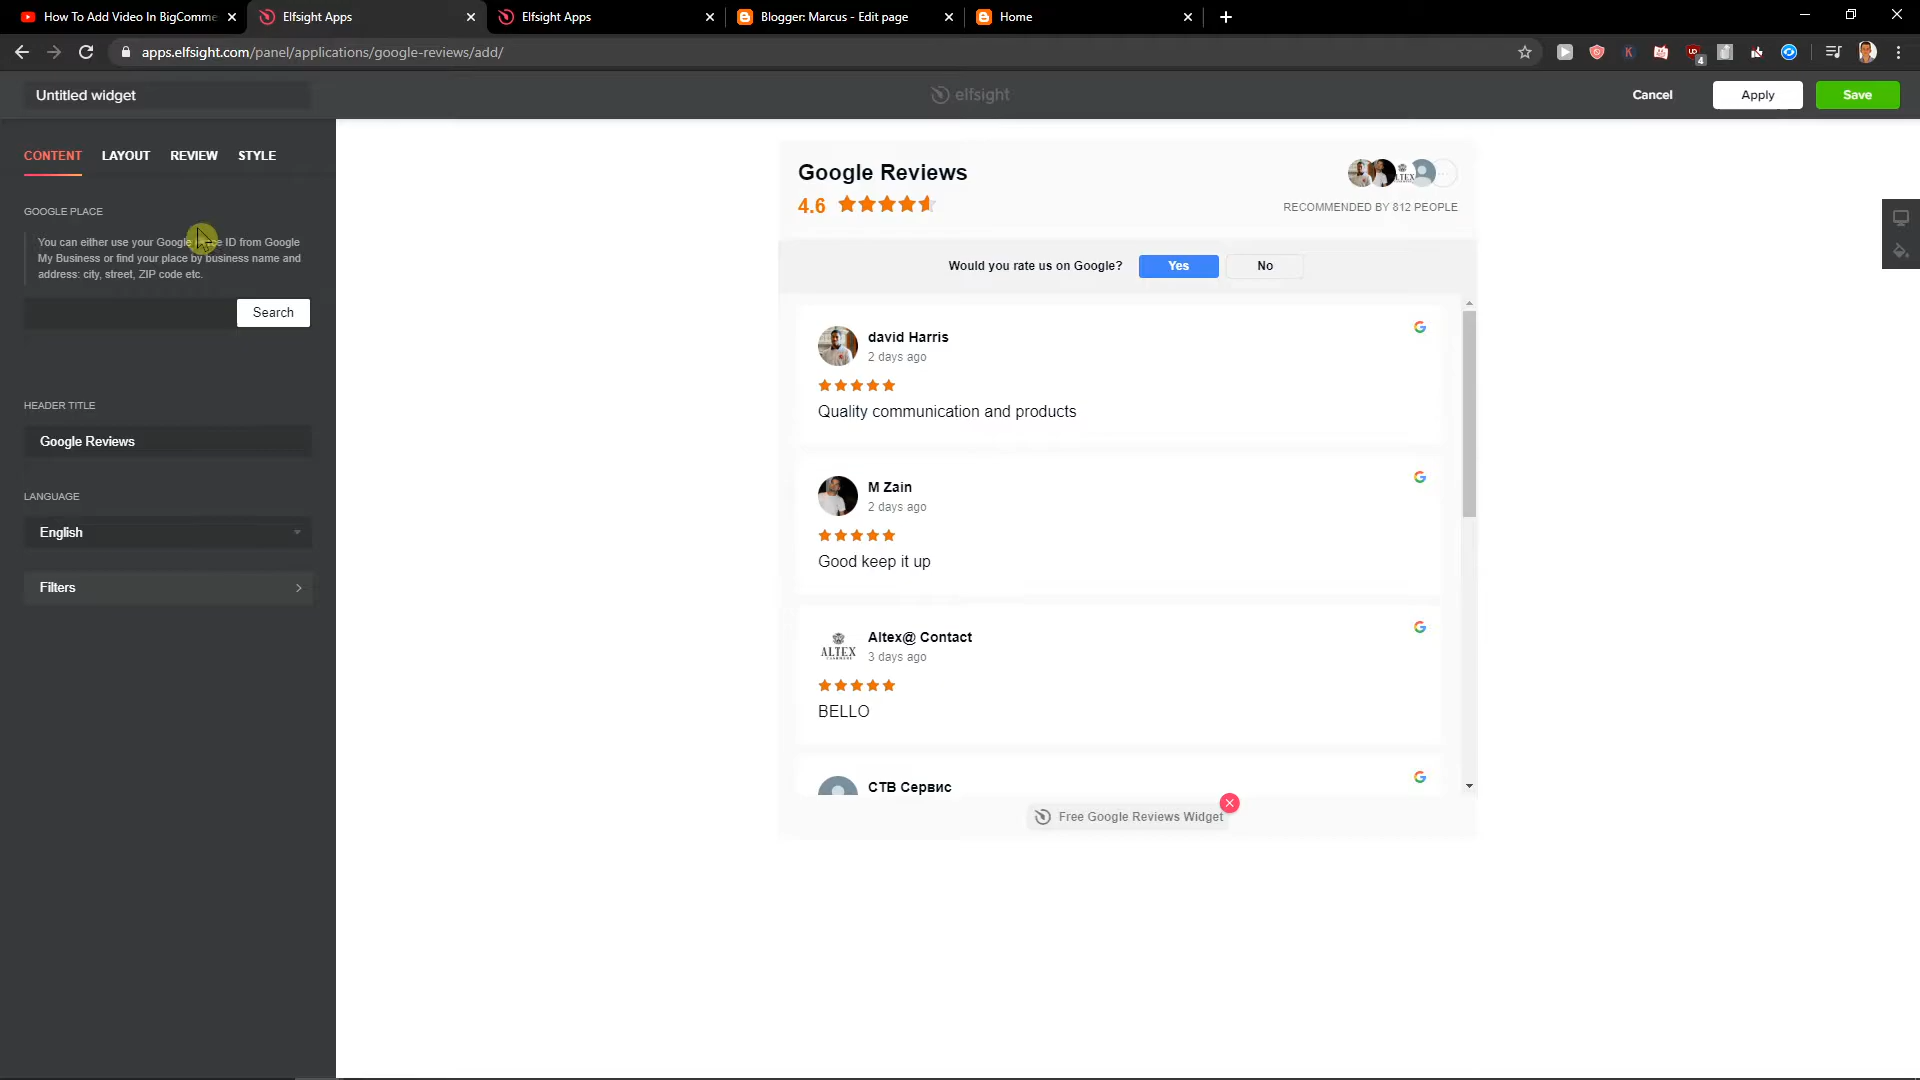 How To Add Video In BigComme
Elfsight Apps
Elfsight Apps
Blogger: Marcus - Edit page
Home
apps.elfsight.com/panel/applications/google-reviews/add/
4
Untitled widget
elfsight
Cancel
Apply
Save
CONTENT
LAYOUT
REVIEW
STYLE
GOOGLE PLACE
You can either use your Google ID from Google
My Business or find your place by business name and
address: city, street, ZIP code etc.
Search
HEADER TITLE
Google Reviews
LANGUAGE
English
Filters
Google Reviews
4.6
RECOMMENDED BY 812 PEOPLE
Would you rate us on Google?
Yes
No
david Harris
2 days ago
Quality communication and products
M Zain
2 days ago
Good keep it up
ALTEX
Altex@ Contact
3 days ago
BELLO
СТВ Сервис
Free Google Reviews Widget